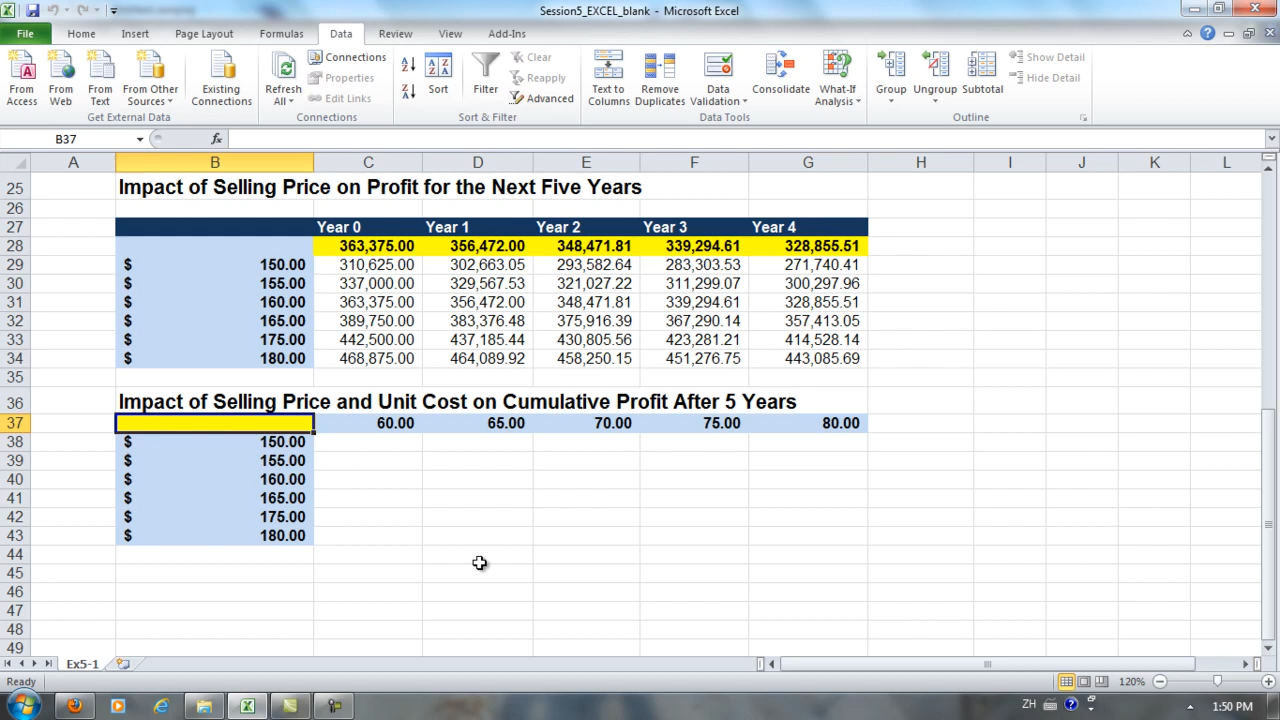 Session5_EXCEL_blank - Microsoft Excel
File Home Insert Page Layout Formulas Data Review View Add-Ins
From Access
From Web
From Text
From Other Sources
Existing Connections
Get External Data
Refresh All
Connections
Properties
Edit Links
Connections
Sort
Filter
Clear
Reapply
Advanced
Sort & Filter
Text to Columns
Remove Duplicates
Data Validation
Consolidate
What-If Analysis
Data Tools
Group
Ungroup
Subtotal
Show Detail
Hide Detail
Outline
B37 fx
A B C D E F G H I J K L
25 Impact of Selling Price on Profit for the Next Five Years
26
27 Year 0 Year 1 Year 2 Year 3 Year 4
28 363,375.00 356,472.00 348,471.81 339,294.61 328,855.51
29 $ 150.00 310,625.00 302,663.05 293,582.64 283,303.53 271,740.41
30 $ 155.00 337,000.00 329,567.53 321,027.22 311,299.07 300,297.96
31 $ 160.00 363,375.00 356,472.00 348,471.81 339,294.61 328,855.51
32 $ 165.00 389,750.00 383,376.48 375,916.39 367,290.14 357,413.05
33 $ 175.00 442,500.00 437,185.44 430,805.56 423,281.21 414,528.14
34 $ 180.00 468,875.00 464,089.92 458,250.15 451,276.75 443,085.69
35
36 Impact of Selling Price and Unit Cost on Cumulative Profit After 5 Years
37 60.00 65.00 70.00 75.00 80.00
38 $ 150.00
39 $ 155.00
40 $ 160.00
41 $ 165.00
42 $ 175.00
43 $ 180.00
44
45
46
47
48
49
Ex5-1
Ready 120%
ZH 1:50 PM